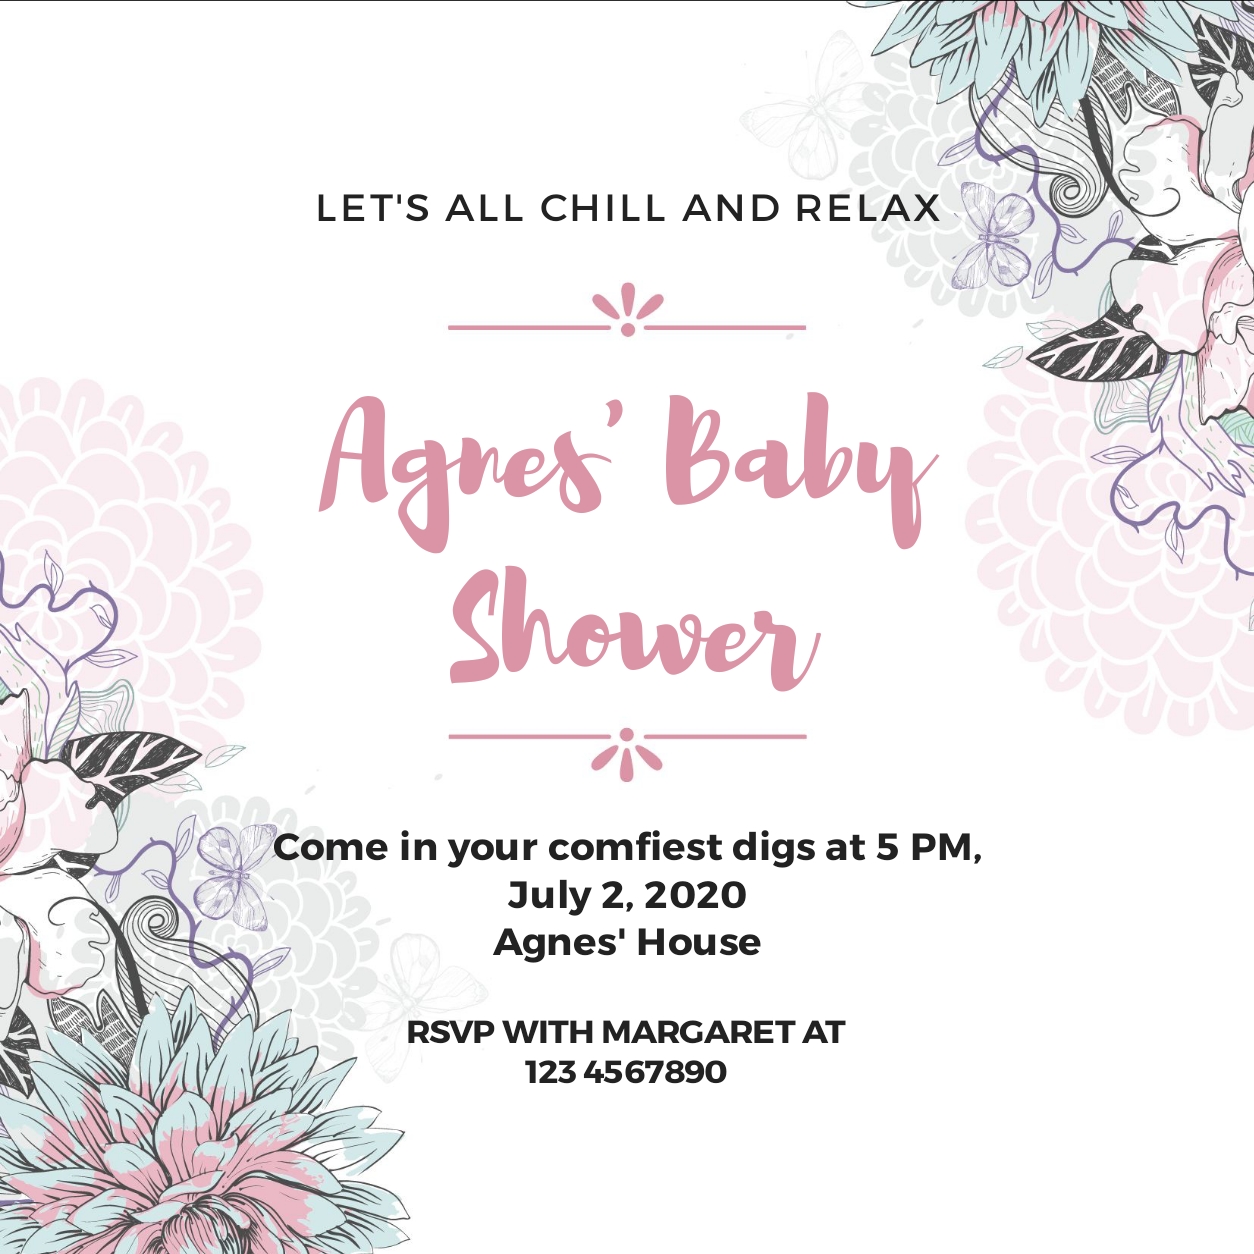 LET'S ALL CHILL AND RELAX
Agnes’ Baby
Shower
Come in your comfiest digs at 5 PM,
July 2, 2020
Agnes' House
RSVP WITH MARGARET AT
123 4567890